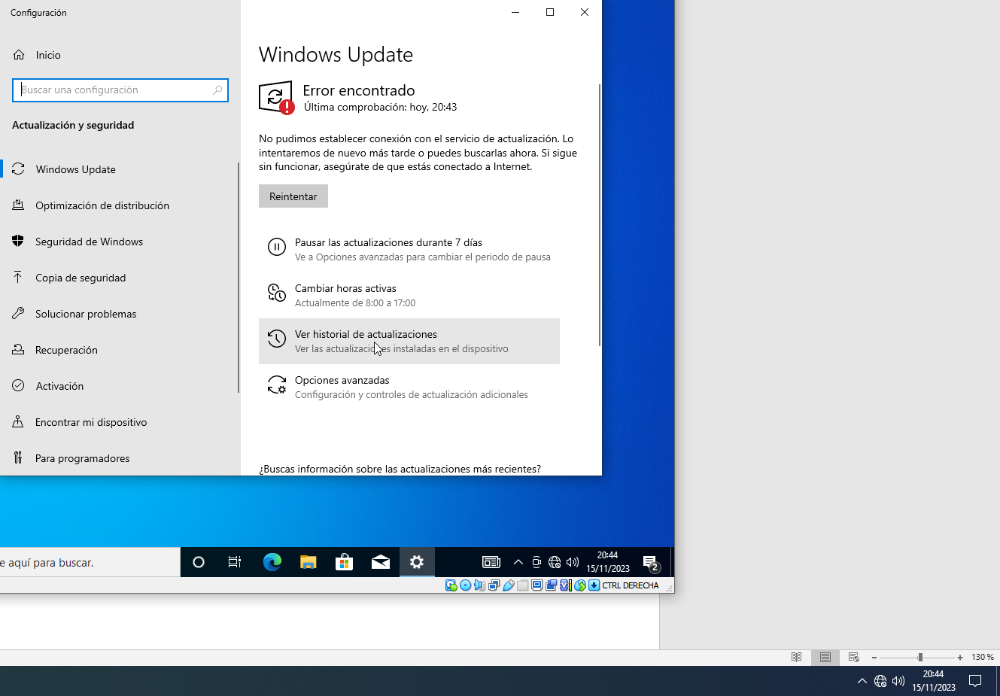 Configuración
Inicio
Buscar una configuración
Actualización y seguridad
Windows Update
Optimización de distribución
Seguridad de Windows
Copia de seguridad
Solucionar problemas
Recuperación
Activación
Encontrar mi dispositivo
Para programadores
Windows Update
Error encontrado
Última comprobación: hoy, 20:43
No pudimos establecer conexión con el servicio de actualización. Lo
intentaremos de nuevo más tarde o puedes buscarlas ahora. Si sigue
sin funcionar, asegúrate de que estás conectado a Internet.
Reintentar
Pausar las actualizaciones durante 7 días
Ve a Opciones avanzadas para cambiar el periodo de pausa
Cambiar horas activas
Actualmente de 8:00 a 17:00
Ver historial de actualizaciones
Ver las actualizaciones instaladas en el dispositivo
Opciones avanzadas
Configuración y controles de actualización adicionales
¿Buscas información sobre las actualizaciones más recientes?
e aquí para buscar.
20:44
15/11/2023
2
CTRL DERECHA
130 %
20:44
15/11/2023